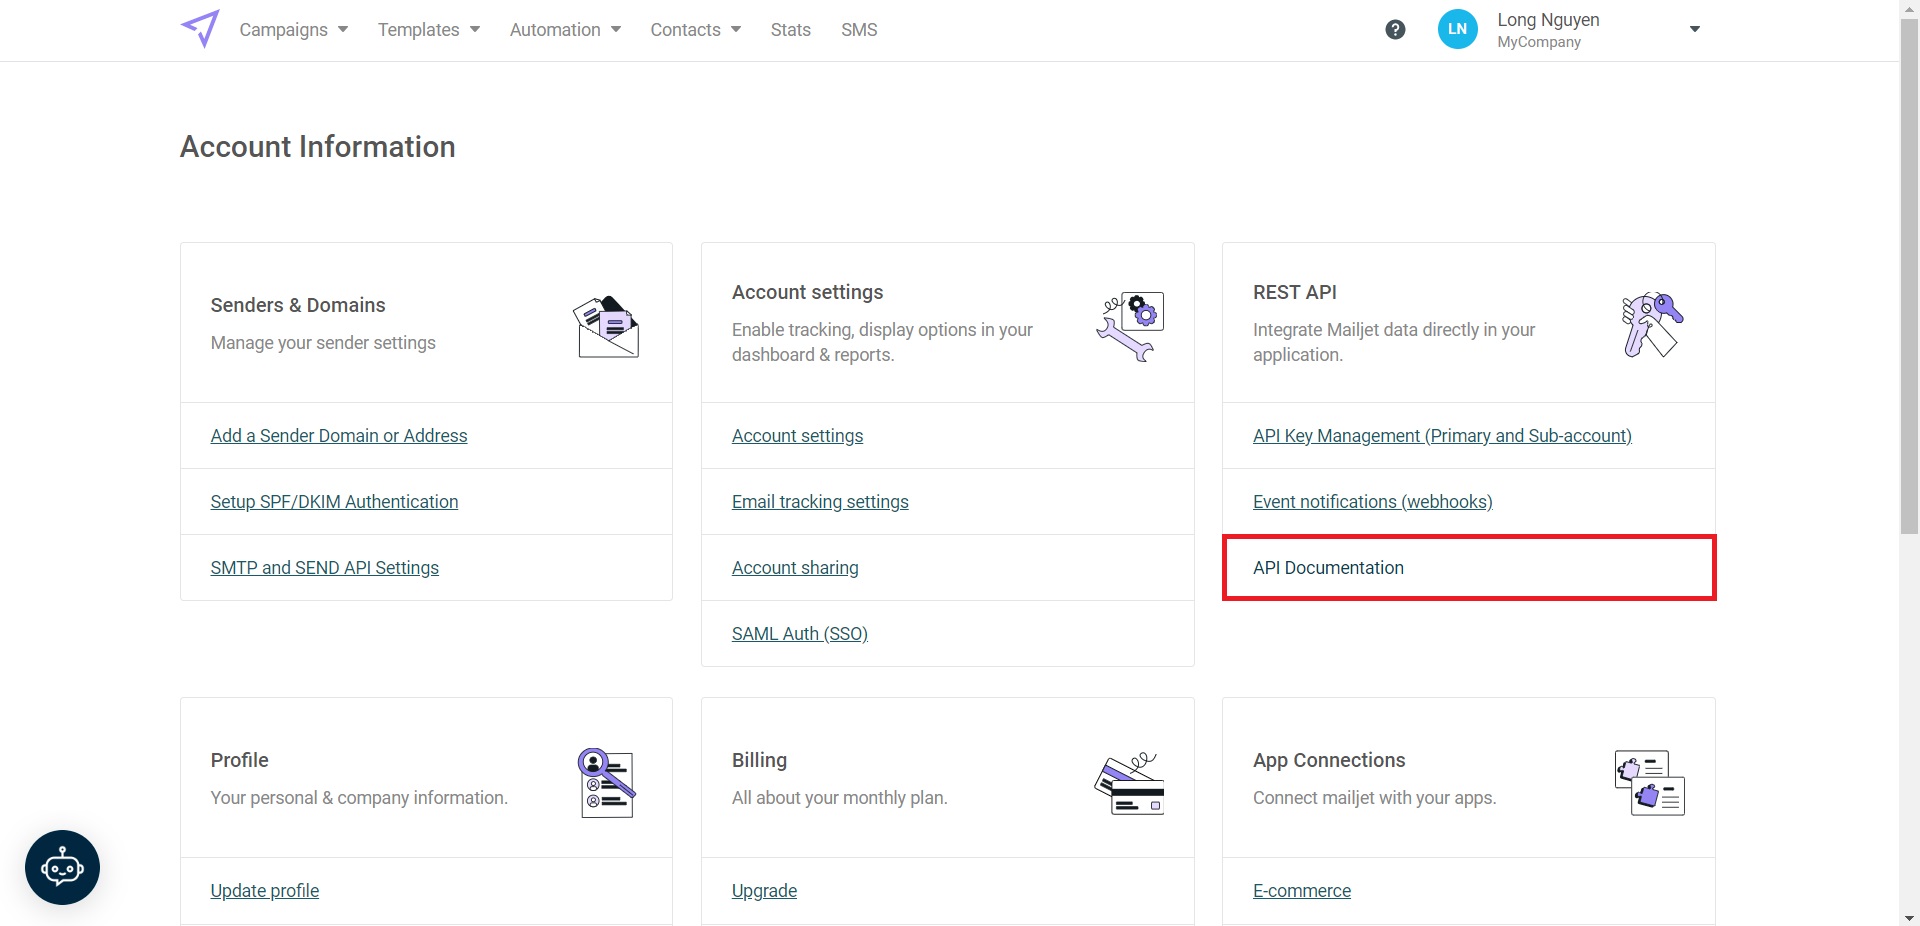 Campaigns Templates Automation Contacts Stats SMS
? LN Long Nguyen
MyCompany
Account Information
Senders & Domains
Manage your sender settings
Add a Sender Domain or Address
Setup SPF/DKIM Authentication
SMTP and SEND API Settings
Account settings
Enable tracking, display options in your
dashboard & reports.
Account settings
Email tracking settings
Account sharing
SAML Auth (SSO)
REST API
Integrate Mailjet data directly in your
application.
API Key Management (Primary and Sub-account)
Event notifications (webhooks)
API Documentation
Profile
Your personal & company information.
Update profile
Billing
All about your monthly plan.
Upgrade
App Connections
Connect mailjet with your apps.
E-commerce